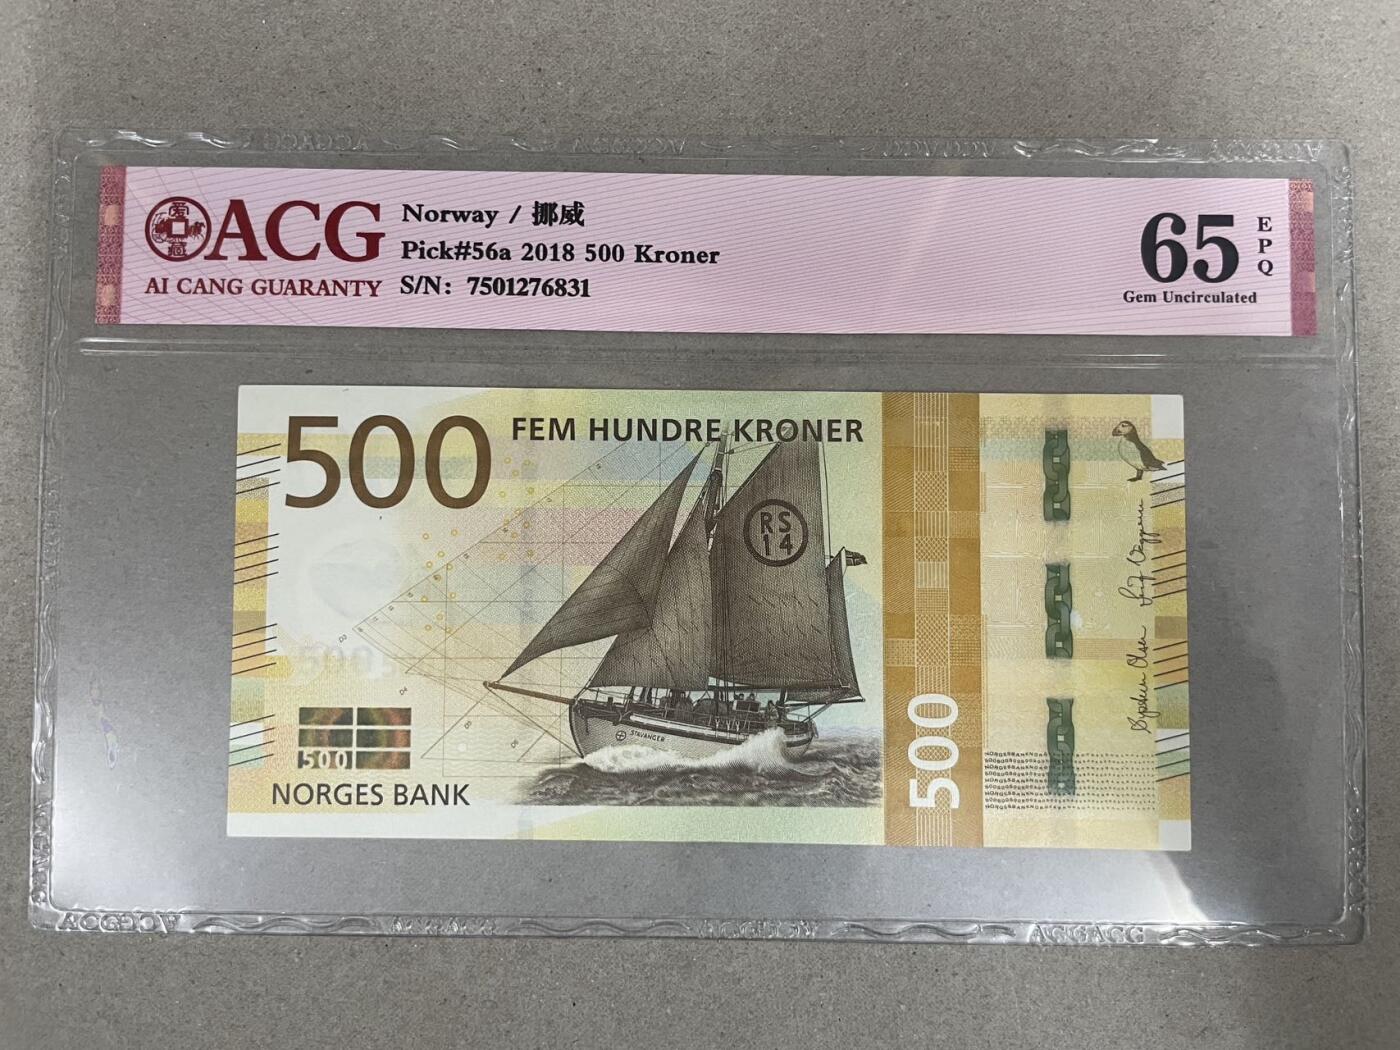 ACG
AI CANG GUARANTY
Norway / 挪威
Pick#56a 2018 500 Kroner
S/N: 7501276831
65
EPQ
Gem Uncirculated
500
FEM HUNDRE KRONER
RS
14
STAVANGER
500
NORGES BANK
500